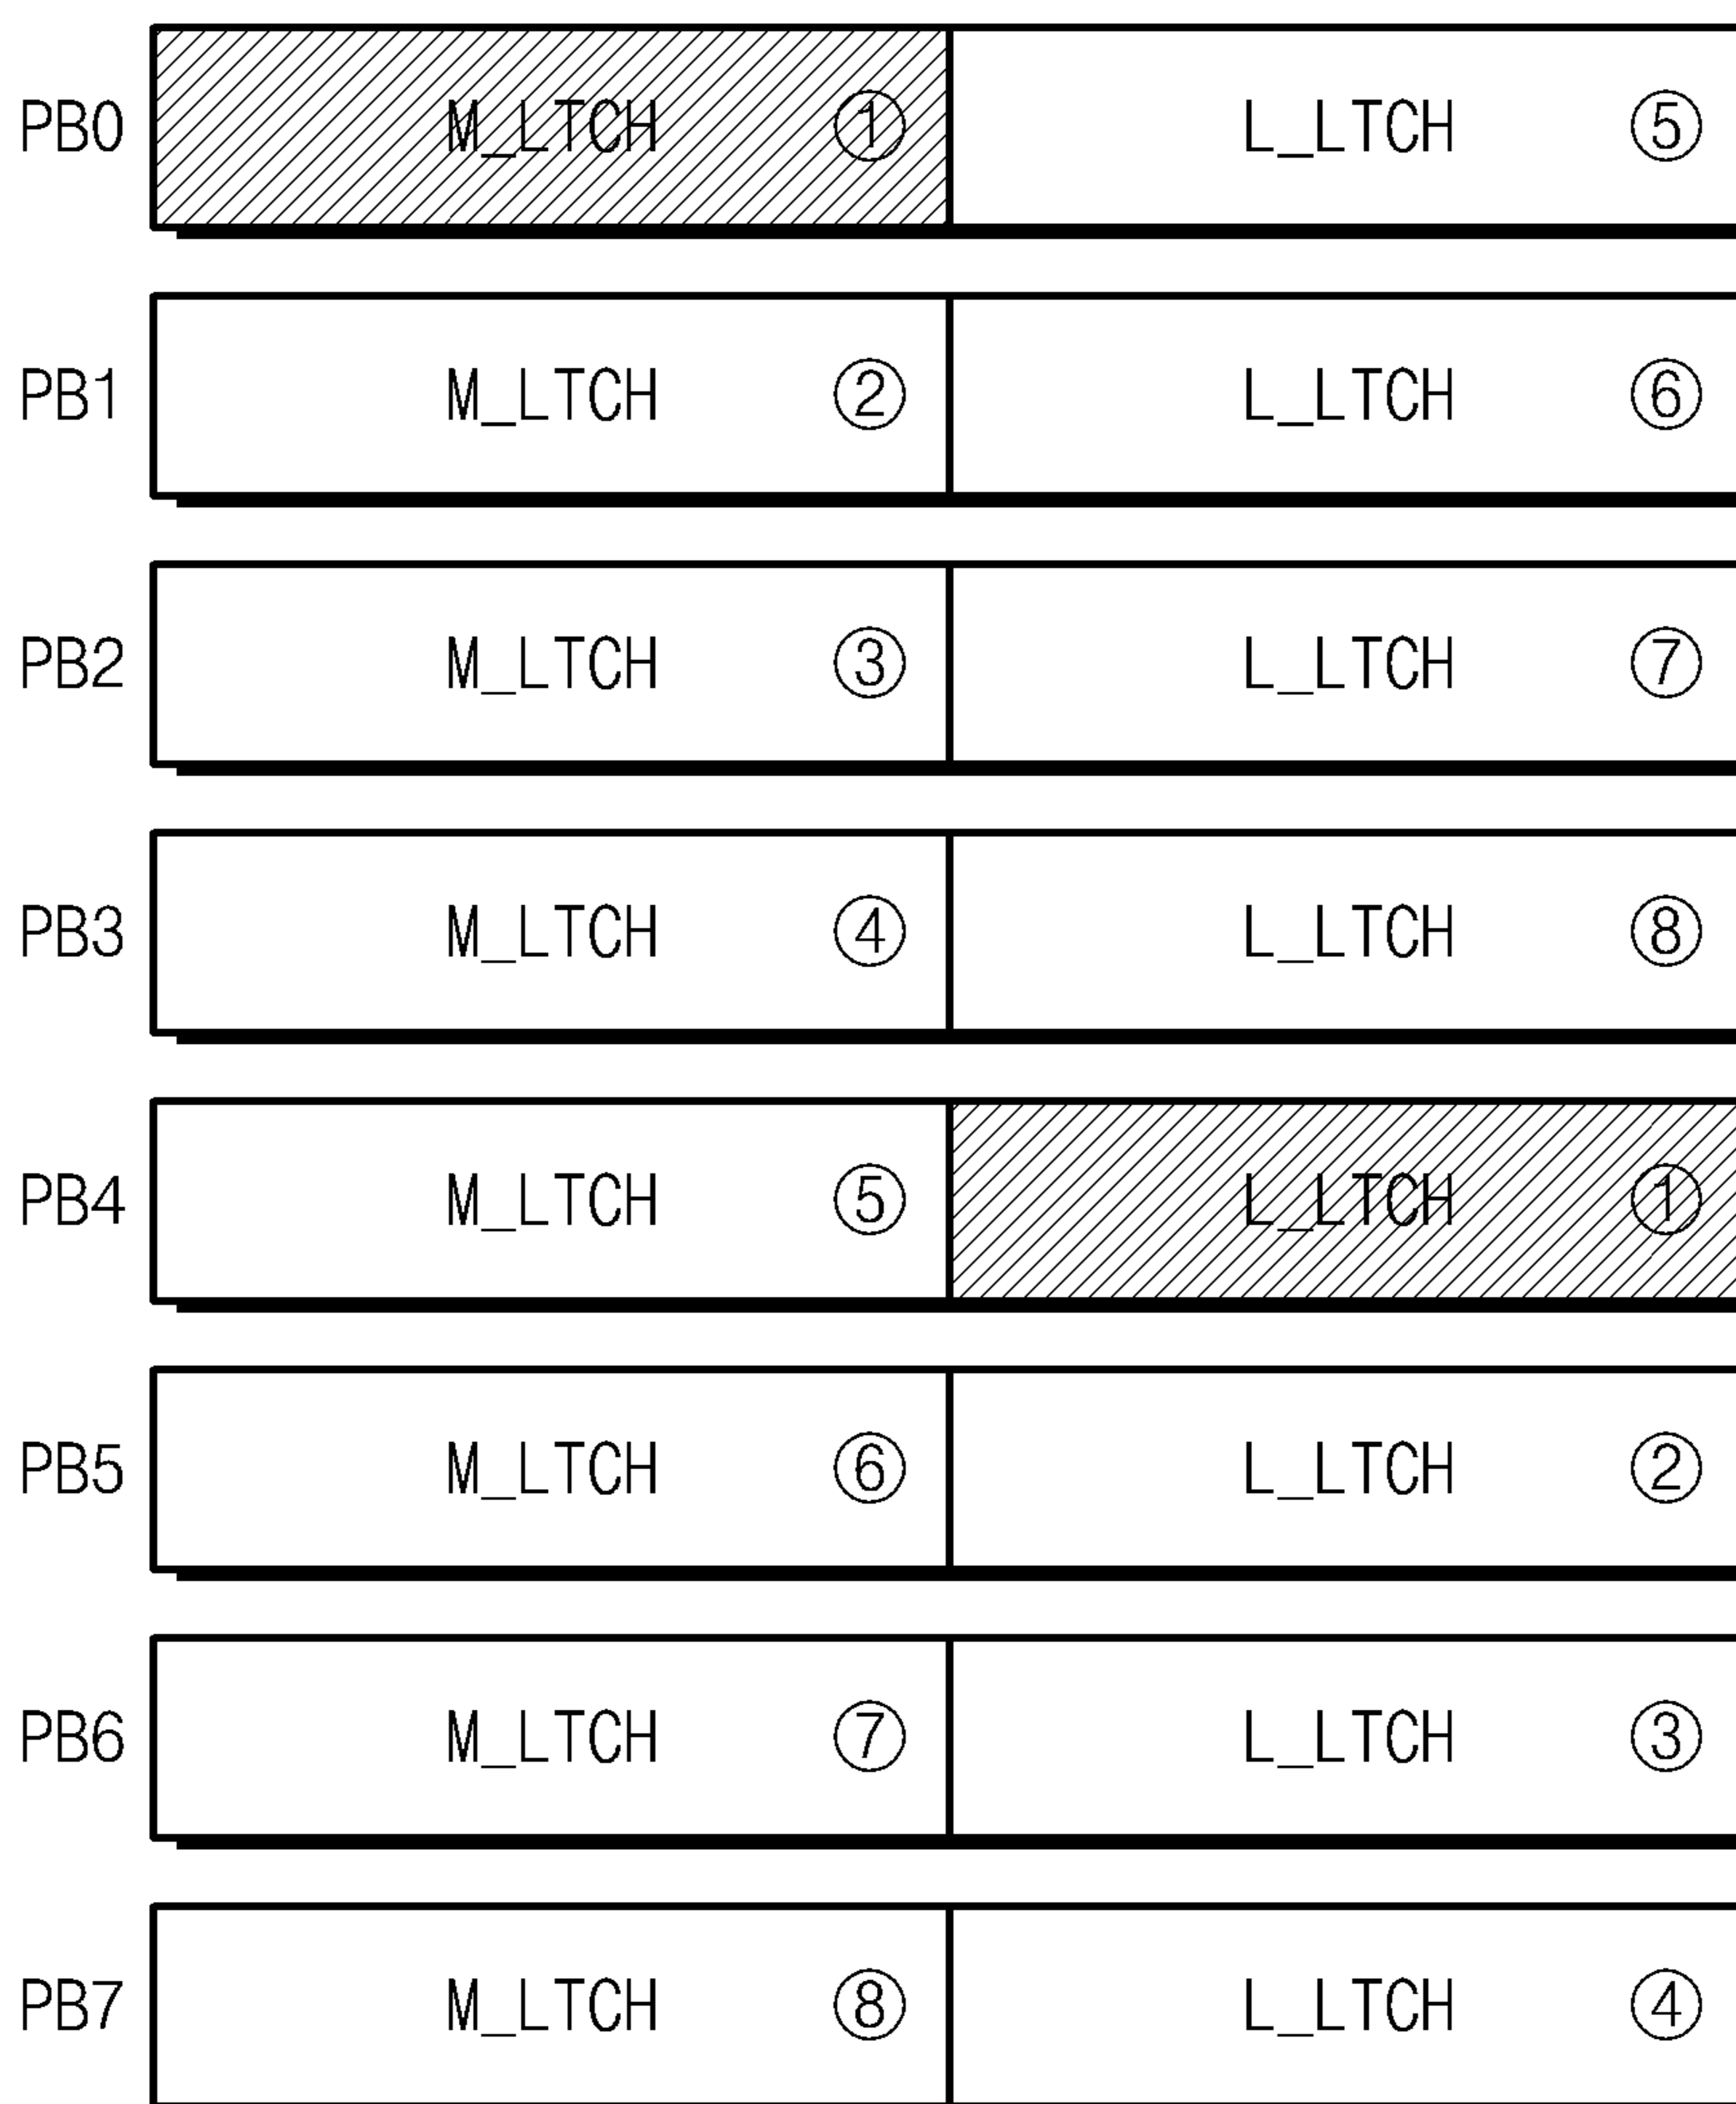 PB0 M_LTCH ① L_LTCH ⑤
PB1 M_LTCH ② L_LTCH ⑥
PB2 M_LTCH ③ L_LTCH ⑦
PB3 M_LTCH ④ L_LTCH ⑧
PB4 M_LTCH ⑤ L_LTCH ①
PB5 M_LTCH ⑥ L_LTCH ②
PB6 M_LTCH ⑦ L_LTCH ③
PB7 M_LTCH ⑧ L_LTCH ④